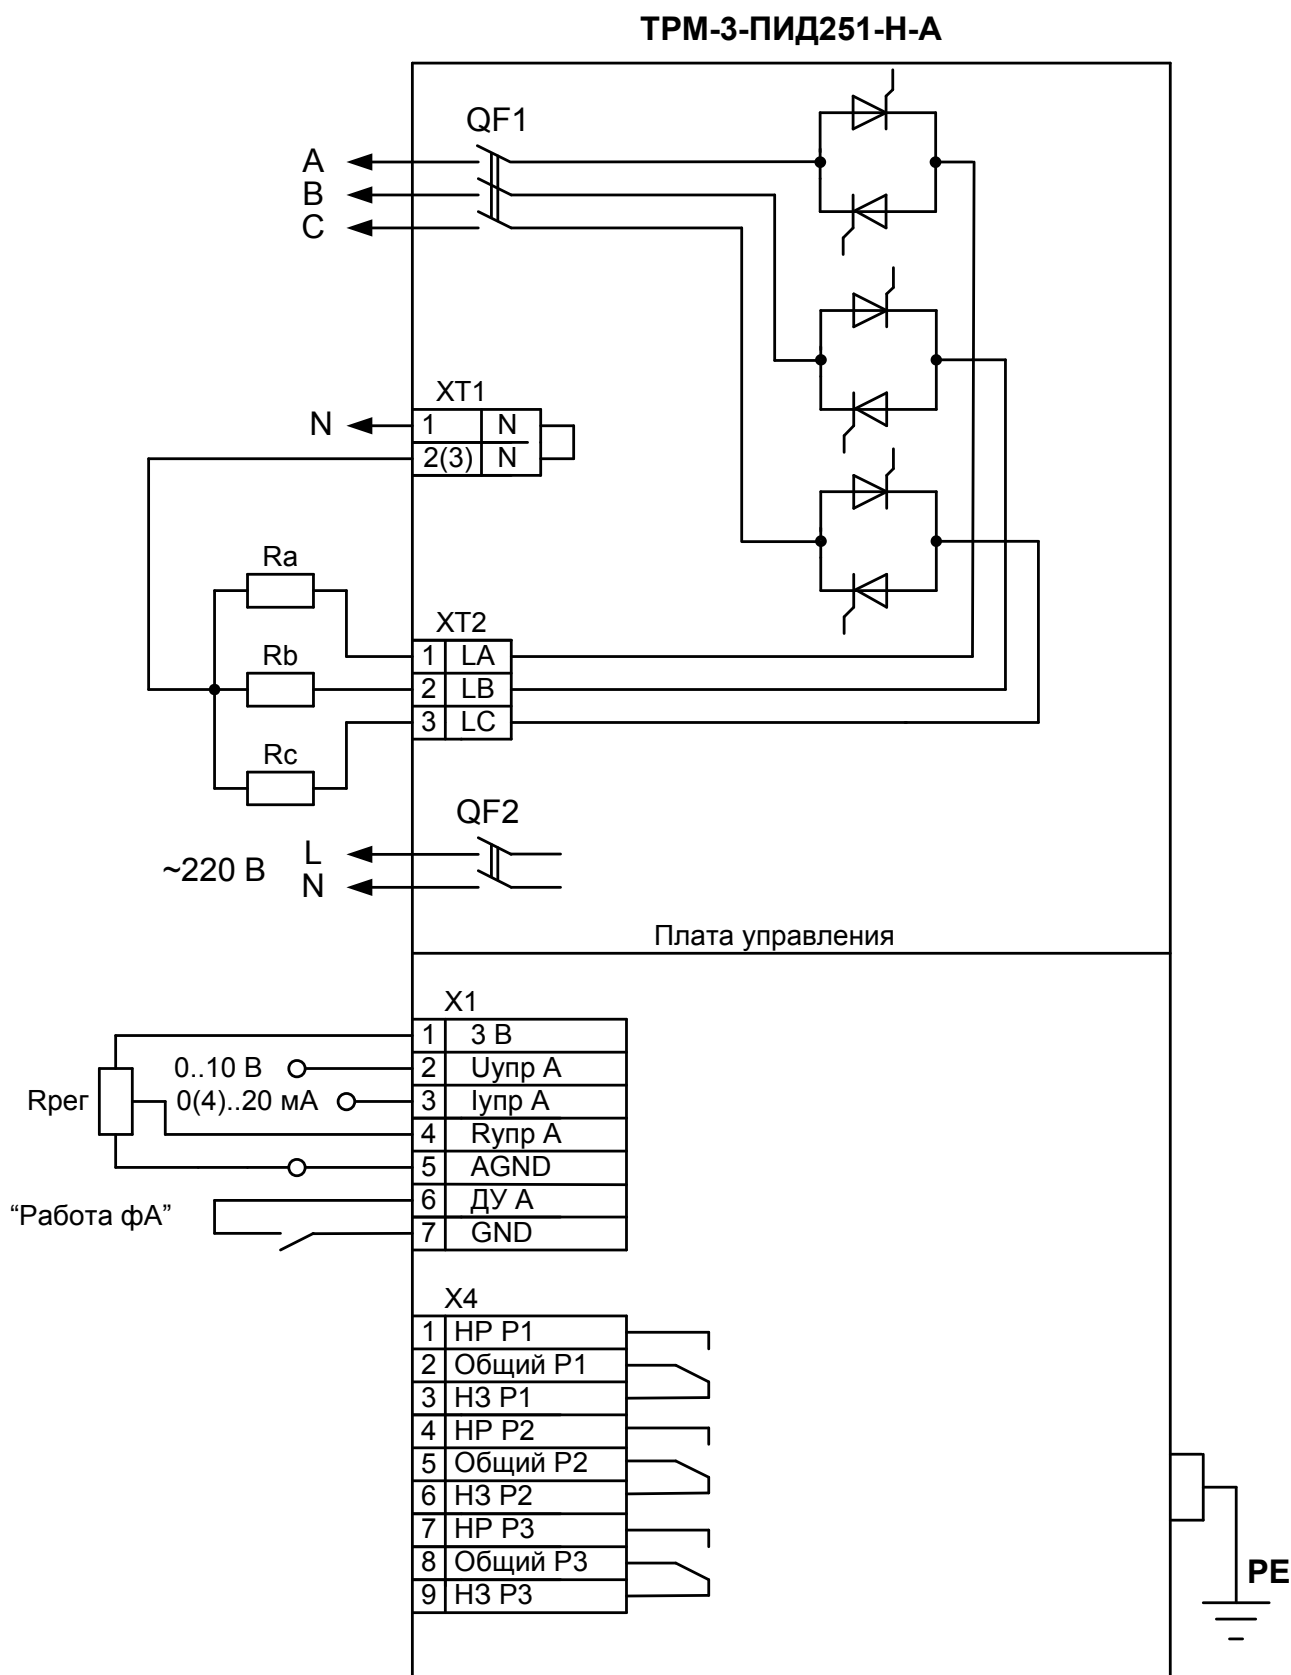 ТРМ-3-ПИД251-Н-А
QF1
A
B
C
XT1
N
1 N
2(3) N
Ra
XT2
1 LA
Rb
2 LB
3 LC
Rc
QF2
~220 В
L
N
Плата управления
X1
1 3 В
0..10 В
2 Uупр А
Rрег
0(4)..20 мА
3 Iупр А
4 Rупр А
5 AGND
6 ДУ А
“Работа фА”
7 GND
X4
1 НР Р1
2 Общий Р1
3 НЗ Р1
4 НР Р2
5 Общий Р2
6 НЗ Р2
7 НР Р3
8 Общий Р3
9 НЗ Р3
PE